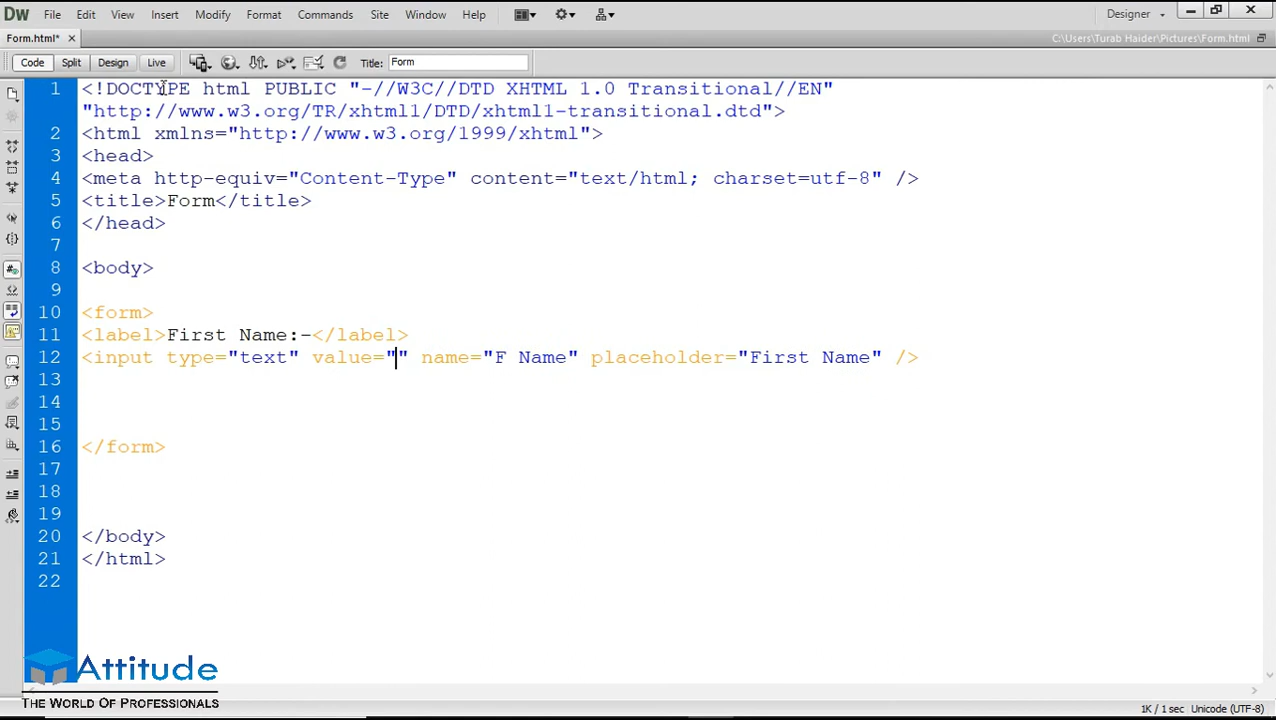 Dw File Edit View Insert Modify Format Commands Site Window Help Designer
Form.html* C:\Users\Turab Haider\Pictures\Form.html
Code Split Design Live Title: Form
1 <!DOCTYPE html PUBLIC "-//W3C//DTD XHTML 1.0 Transitional//EN"
"http://www.w3.org/TR/xhtml1/DTD/xhtml1-transitional.dtd">
2 <html xmlns="http://www.w3.org/1999/xhtml">
3 <head>
4 <meta http-equiv="Content-Type" content="text/html; charset=utf-8" />
5 <title>Form</title>
6 </head>
7
8 <body>
9
10 <form>
11 <label>First Name:-</label>
12 <input type="text" value="" name="F Name" placeholder="First Name" />
13
14
15
16 </form>
17
18
19
20 </body>
21 </html>
22
Attitude
THE WORLD OF PROFESSIONALS
1K / 1 sec Unicode (UTF-8)